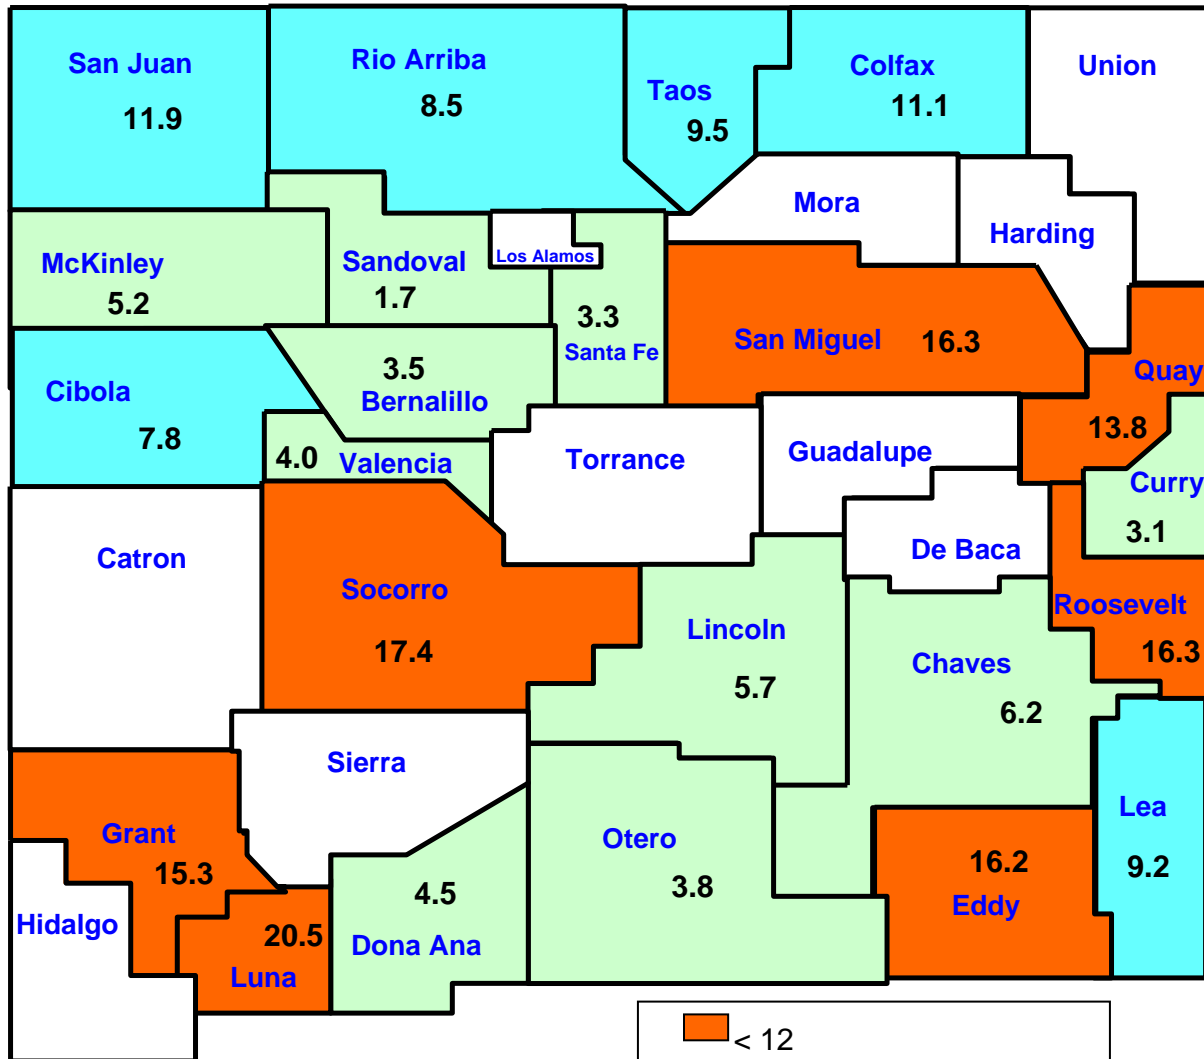 San Juan
11.9
Rio Arriba
8.5
Taos
9.5
Colfax
11.1
Union
Mora
Harding
McKinley
5.2
Sandoval
1.7
Los Alamos
3.3
Santa Fe
San Miguel 16.3
Quay
13.8
Cibola
7.8
3.5
Bernalillo
4.0 Valencia
Torrance
Guadalupe
Curry
3.1
De Baca
Catron
Socorro
17.4
Lincoln
5.7
Chaves
6.2
Roosevelt
16.3
Sierra
Grant
15.3
Otero
3.8
16.2
Eddy
Lea
9.2
Hidalgo
20.5
Luna
4.5
Dona Ana
< 12